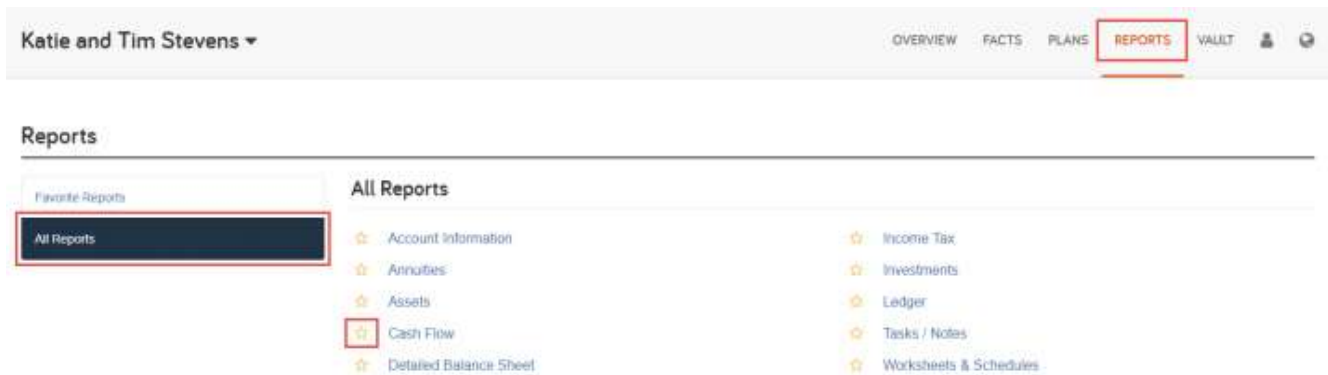 Katie and Tim Stevens
OVERVIEW FACTS PLANS REPORTS VAULT
Reports
Favorite Reports
All Reports
All Reports
Account Information
Annuities
Assets
Cash Flow
Detailed Balance Sheet
Income Tax
Investments
Ledger
Tasks / Notes
Worksheets & Schedules